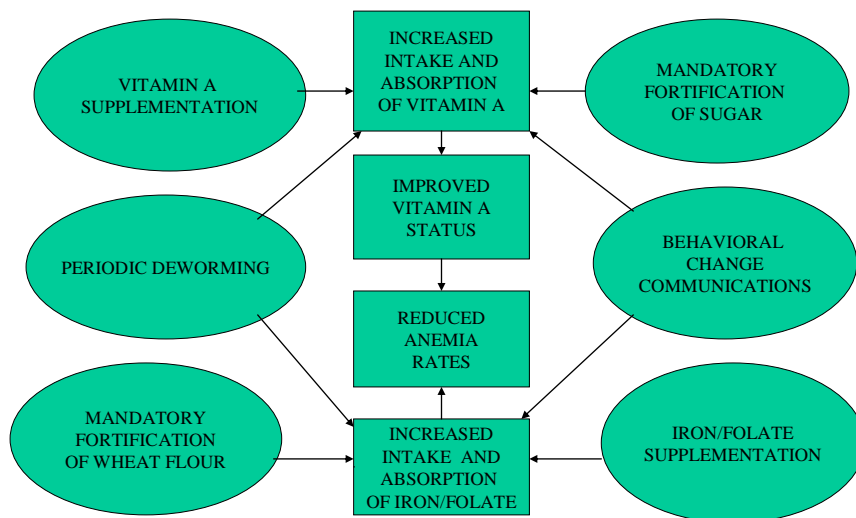 INCREASED
INTAKE AND
ABSORPTION
OF VITAMIN A
VITAMIN A
SUPPLEMENTATION
MANDATORY
FORTIFICATION
OF SUGAR
IMPROVED
VITAMIN A
STATUS
PERIODIC DEWORMING
BEHAVIORAL
CHANGE
COMMUNICATIONS
REDUCED
ANEMIA
RATES
MANDATORY
FORTIFICATION
OF WHEAT FLOUR
INCREASED
INTAKE AND
ABSORPTION
OF IRON/FOLATE
IRON/FOLATE
SUPPLEMENTATION